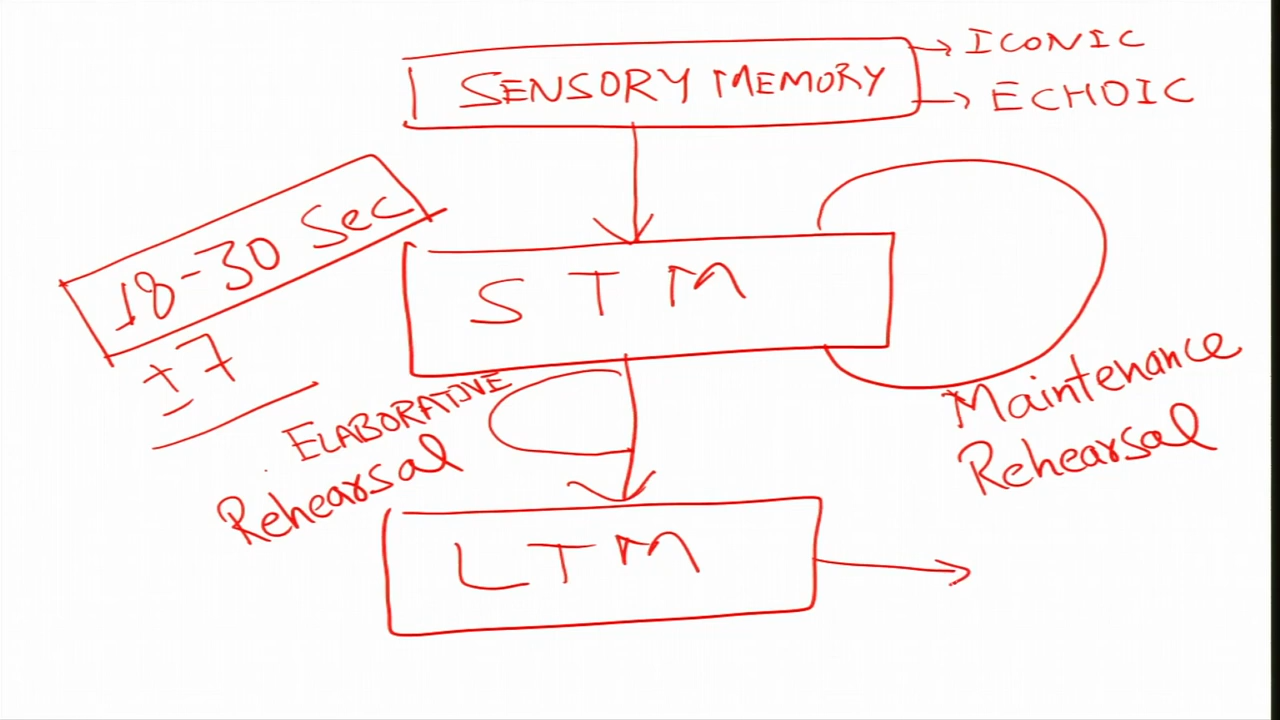 SENSORY MEMORY
ICONIC
ECHOIC
18-30 Sec
±7
STM
Maintenance
Rehearsal
ELABORATIVE
Rehearsal
LTM